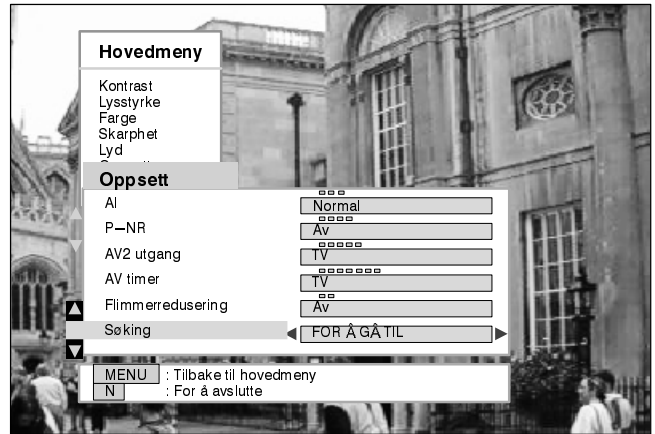 Hovedmeny
Kontrast
Lysstyrke
Farge
Skarphet
Lyd
Oppsett
AI Normal
P–NR Av
AV2 utgang TV
AV timer TV
Flimmerredusering Av
Søking FOR Å GÅ TIL
MENU : Tilbake til hovedmeny
N : For å avslutte